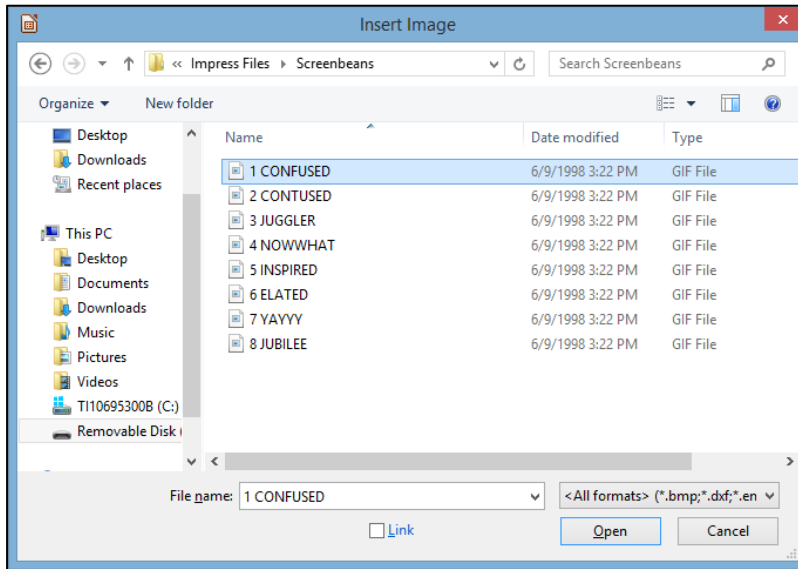 Insert Image
« Impress Files Screenbeans
Search Screenbeans
Organize New folder
Desktop
Downloads
Recent places
This PC
Desktop
Documents
Downloads
Music
Pictures
Videos
TI10695300B (C:)
Removable Disk (
Name Date modified Type
1 CONFUSED 6/9/1998 3:22 PM GIF File
2 CONTUSED 6/9/1998 3:22 PM GIF File
3 JUGGLER 6/9/1998 3:22 PM GIF File
4 NOWWHAT 6/9/1998 3:22 PM GIF File
5 INSPIRED 6/9/1998 3:22 PM GIF File
6 ELATED 6/9/1998 3:22 PM GIF File
7 YAYYY 6/9/1998 3:22 PM GIF File
8 JUBILEE 6/9/1998 3:22 PM GIF File
File name: 1 CONFUSED
<All formats> (*.bmp;*.dxf;*.en
Link
Open Cancel